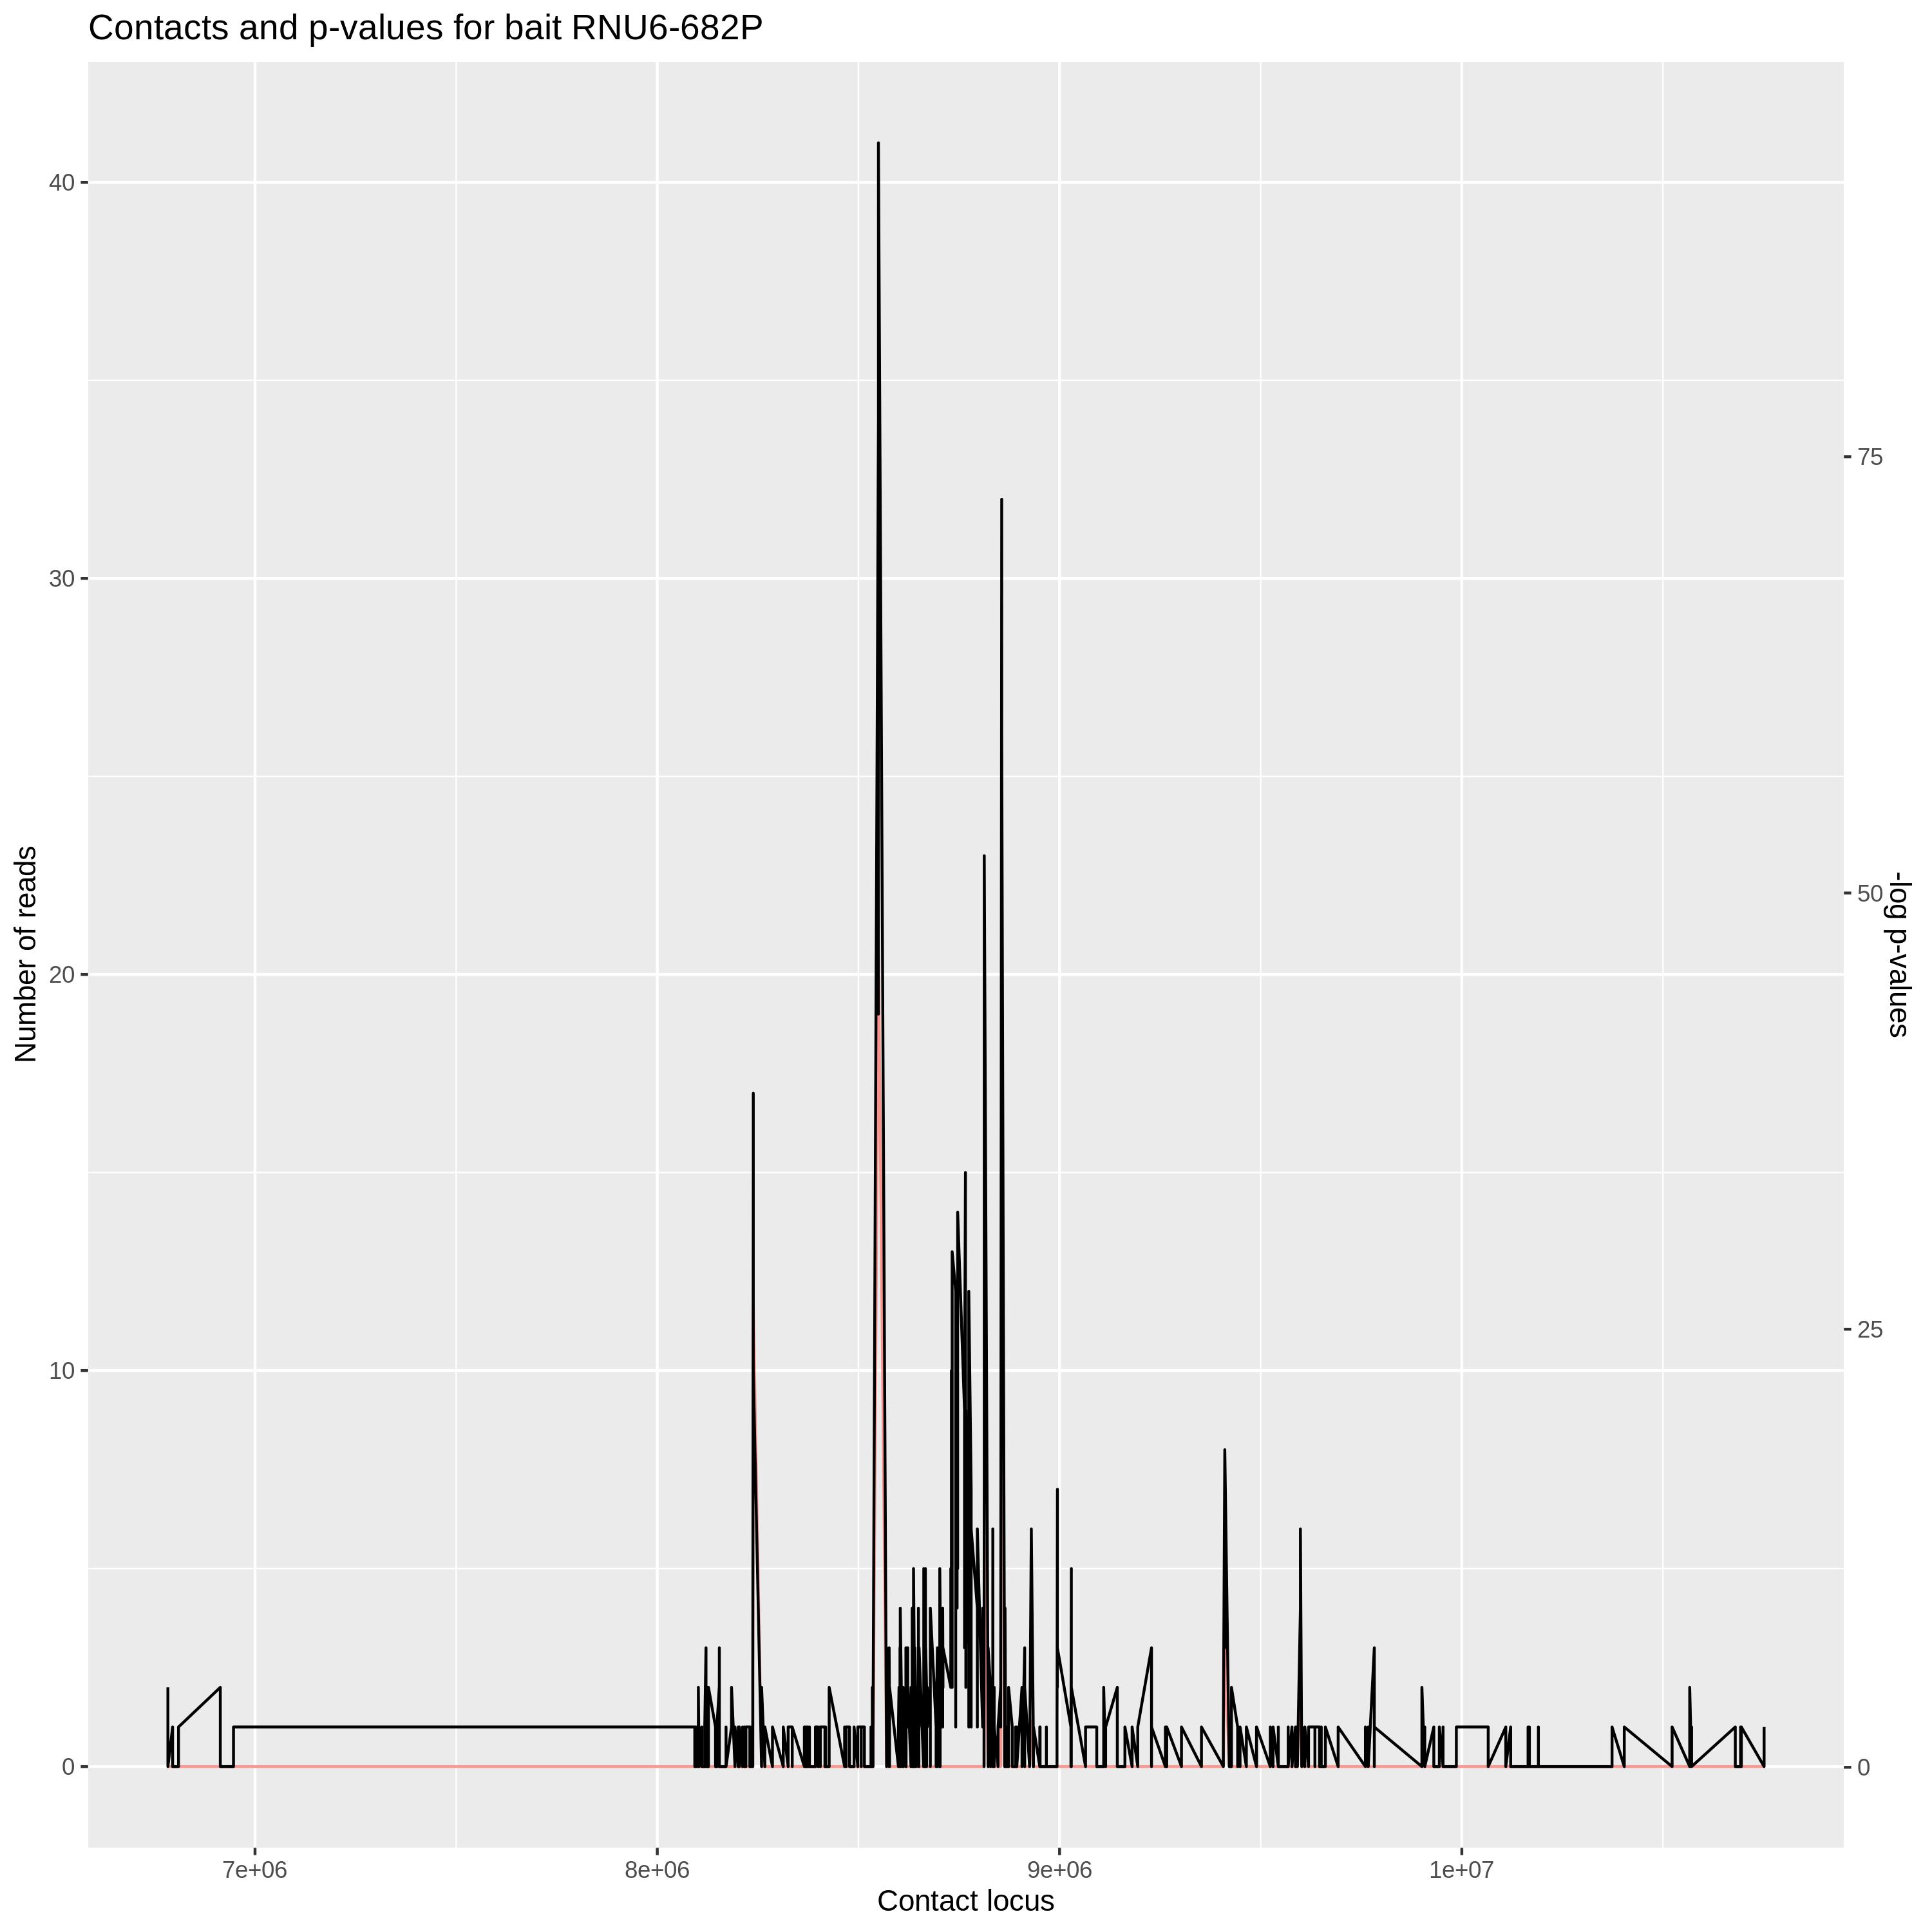 Contacts and p-values for bait RNU6-682P
40
30
20
10
0
Number of reads
75
50
25
0
-log p-values
7e+06
8e+06
9e+06
1e+07
Contact locus